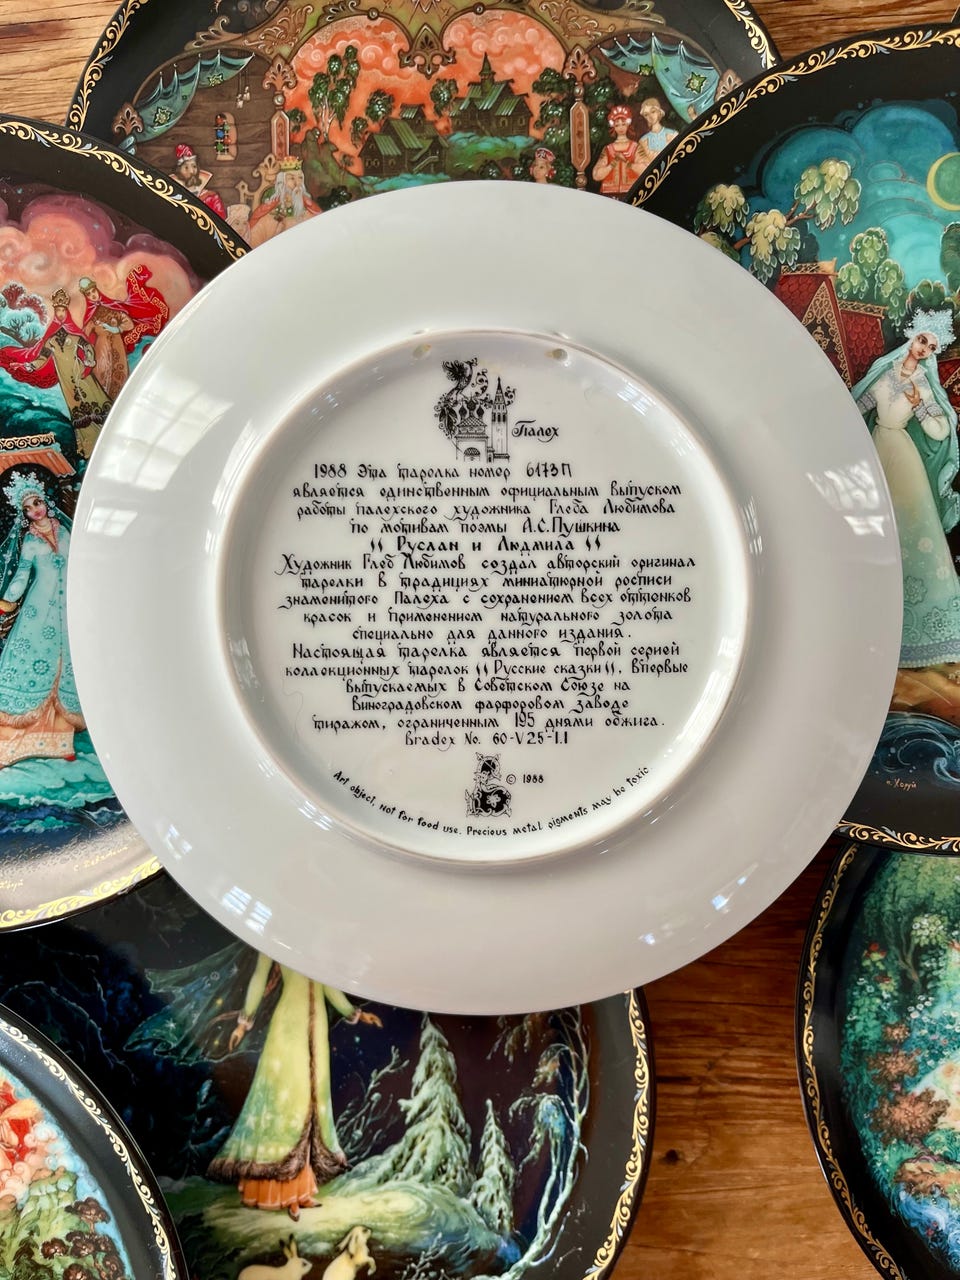 Палех
1988 Эта тарелка номер 6173П
является единственным официальным выпуском
работы палехского художника Глеба Любимова
по мотивам поэмы А.С.Пушкина
"Руслан и Людмила"
Художник Глеб Любимов создал авторский оригинал
тарелки в традициях миниатюрной росписи
знаменитого Палеха с сохранением всех оттенков
красок и применением натурального золота
специально для данного издания.
Настоящая тарелка является первой серией
коллекционных тарелок "Русские сказки", впервые
выпускаемых в Советском Союзе на
Виноградовском фарфоровом заводе
тиражом, ограниченным 195 днями обжига.
Bradex No. 60-V25-1.1
© 1988
Art object, not for food use. Precious metal pigments may be toxic
п. Холуй